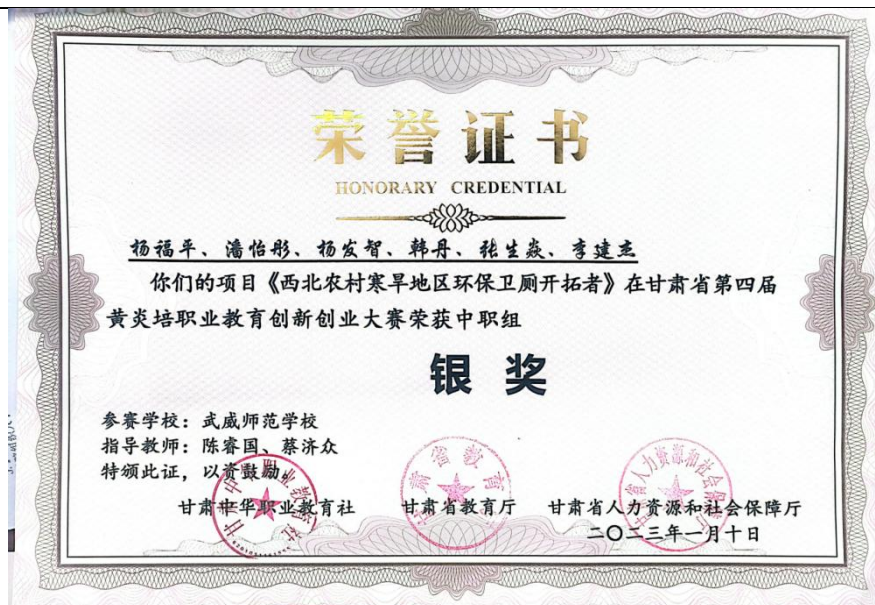 荣誉证书
HONORARY CREDENTIAL
杨福平、潘怡彤、杨发智、韩丹、张生焱、李建杰
你们的项目《西北农村寒旱地区环保卫厕开拓者》在甘肃省第四届
黄炎培职业教育创新创业大赛荣获中职组
银奖
参赛学校：武威师范学校
指导教师：陈睿国、蔡济众
特颁此证，以资鼓励。
甘肃中华职业教育社 甘肃省教育厅 甘肃省人力资源和社会保障厅
二〇二三年一月十日